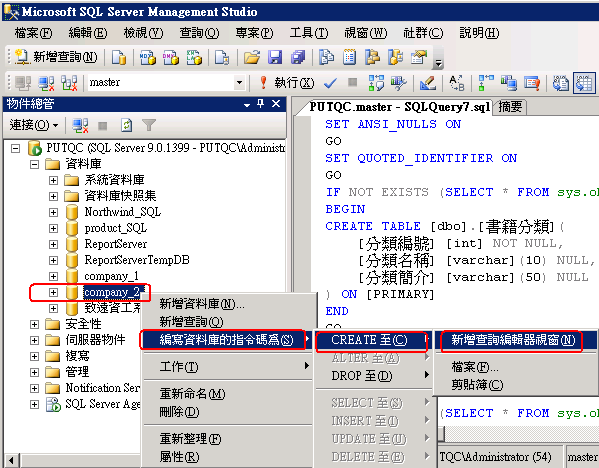 Microsoft SQL Server Management Studio
檔案(F) 編輯(E) 檢視(V) 查詢(Q) 專案(P) 工具(T) 視窗(W) 社群(C) 說明(H)
新增查詢(N)
master 執行(X)
物件總管
連接(O)
PUTQC (SQL Server 9.0.1399 - PUTQC\Administr
資料庫
系統資料庫
資料庫快照集
Northwind_SQL
product_SQL
ReportServer
ReportServerTempDB
company_1
company_2
致遠資工系
安全性
伺服器物件
複寫
管理
Notification Server
SQL Server Age
PUTQC.master - SQLQuery7.sql 摘要
SET ANSI_NULLS ON
GO
SET QUOTED_IDENTIFIER ON
GO
IF NOT EXISTS (SELECT * FROM sys.ob
BEGIN
CREATE TABLE [dbo].[書籍分類](
[分類編號] [int] NOT NULL,
[分類名稱] [varchar](10) NULL,
[分類簡介] [varchar](50) NULL
) ON [PRIMARY]
END
GO
新增資料庫(N)...
新增查詢(Q)
編寫資料庫的指令碼為(S)
工作(T)
重新命名(M)
刪除(D)
重新整理(F)
屬性(R)
CREATE 至(C)
ALTER 至(A)
DROP 至(D)
SELECT 至(S)
INSERT 至(I)
UPDATE 至(U)
DELETE 至(E)
新增查詢編輯器視窗(N)
檔案(F)...
剪貼簿(C)
(SELECT * FROM sys.ob
TQC\Administrator (54) master